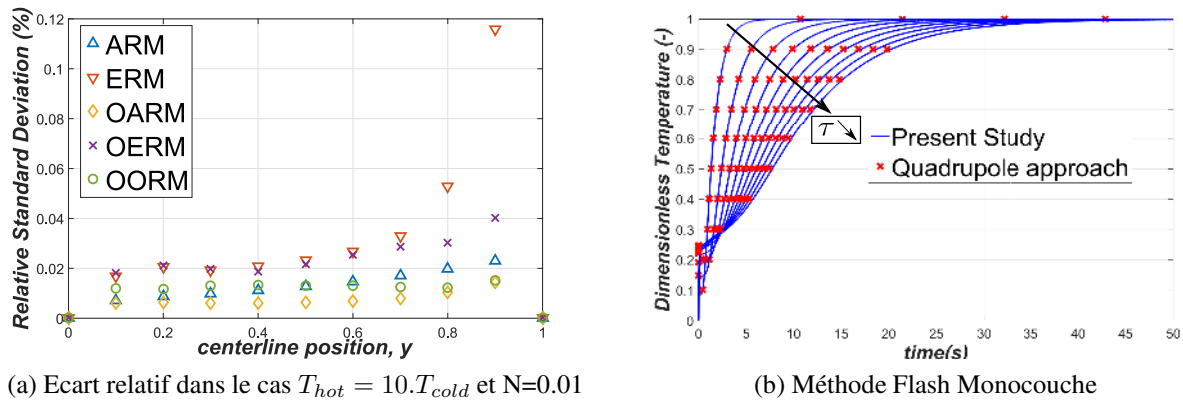 Relative Standard Deviation (%)
0.12
0.1
0.08
0.06
0.04
0.02
0
ARM
ERM
OARM
OERM
OORM
0 0.2 0.4 0.6 0.8 1
centerline position, y
(a) Ecart relatif dans le cas T_hot = 10.T_cold et N=0.01
Dimensionless Temperature (-)
1
0.9
0.8
0.7
0.6
0.5
0.4
0.3
0.2
0.1
0
τ ↘
Present Study
Quadrupole approach
0 5 10 15 20 25 30 35 40 45 50
time(s)
(b) Méthode Flash Monocouche